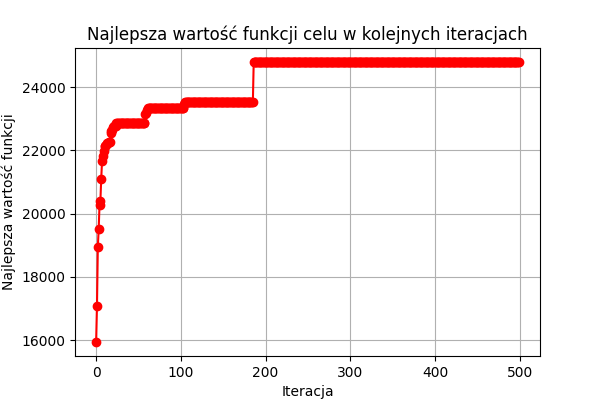 Najlepsza wartość funkcji celu w kolejnych iteracjach
Najlepsza wartość funkcji
24000
22000
20000
18000
16000
0 100 200 300 400 500
Iteracja